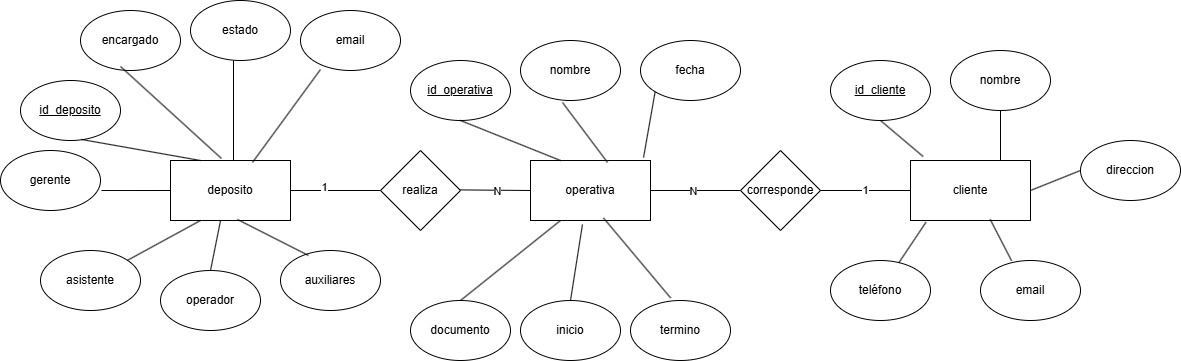 encargado
estado
email
id_deposito
gerente
deposito
asistente
operador
auxiliares
1
realiza
N
id_operativa
nombre
fecha
operativa
documento
inicio
termino
N
corresponde
1
id_cliente
nombre
direccion
cliente
teléfono
email